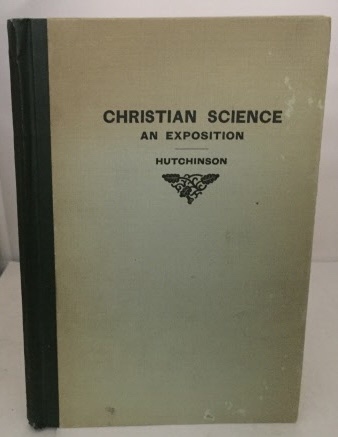 CHRISTIAN SCIENCE
AN EXPOSITION
HUTCHINSON